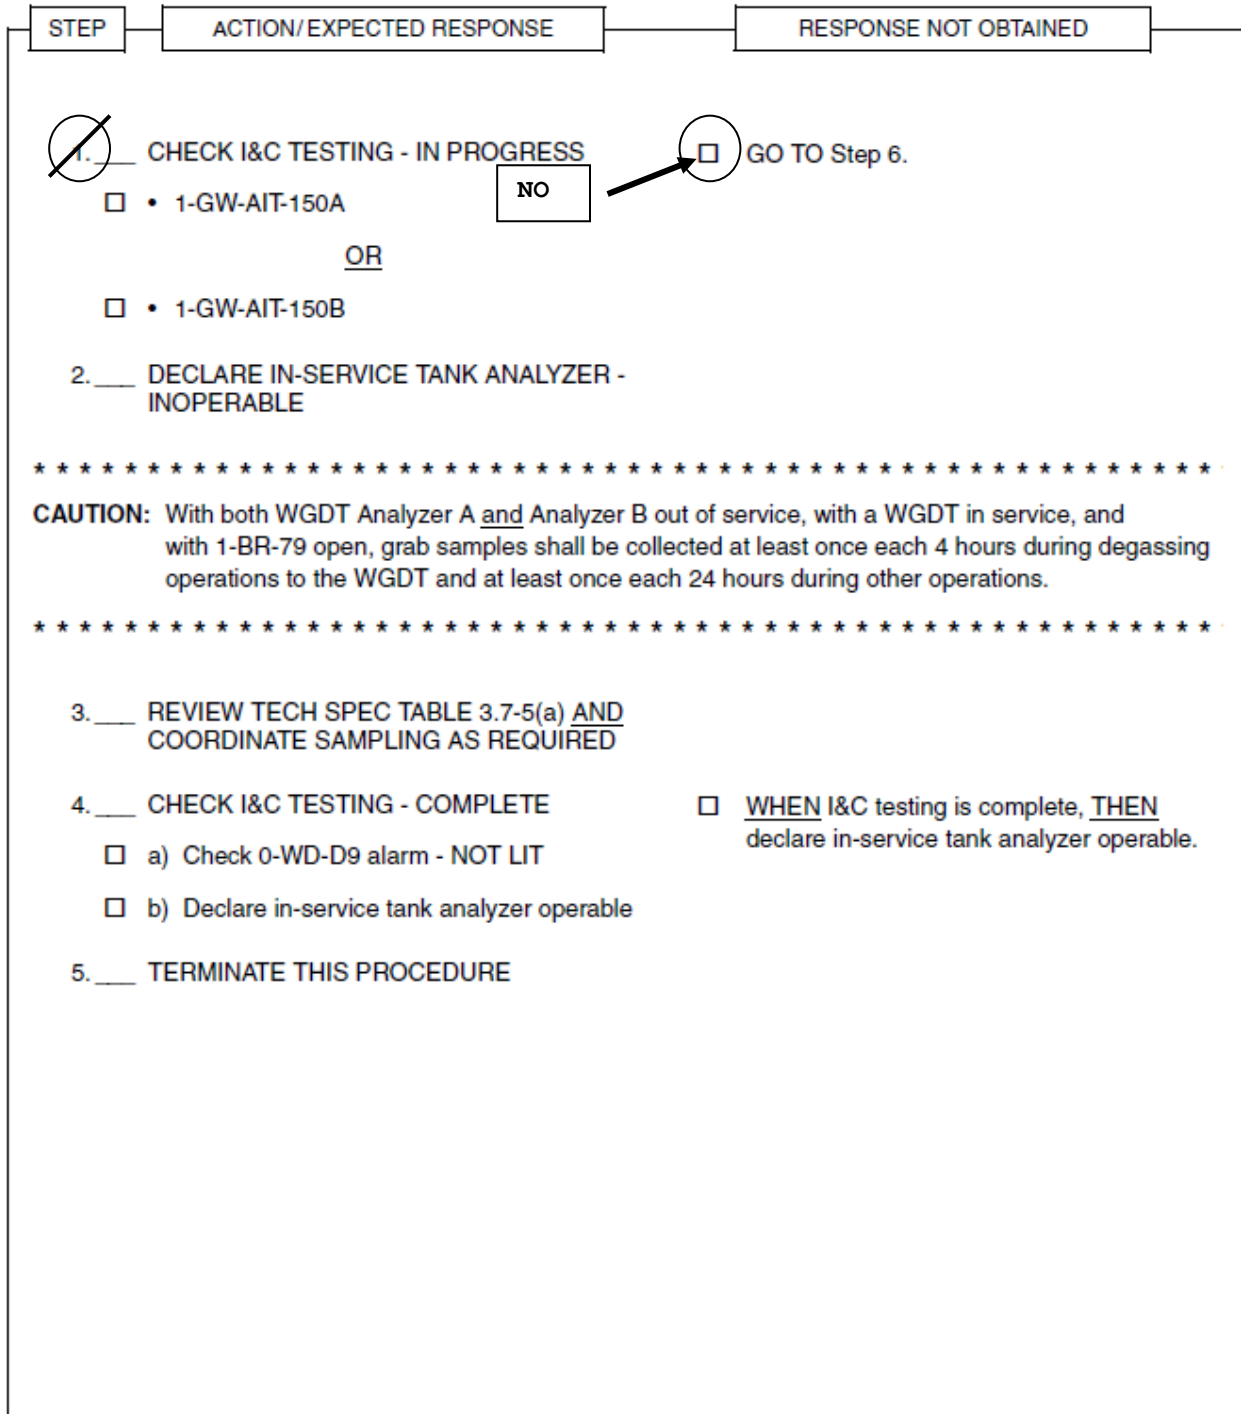 STEP ACTION/EXPECTED RESPONSE RESPONSE NOT OBTAINED
1.___ CHECK I&C TESTING - IN PROGRESS ☐ GO TO Step 6.
NO
☐ • 1-GW-AIT-150A
OR
☐ • 1-GW-AIT-150B
2.___ DECLARE IN-SERVICE TANK ANALYZER -
INOPERABLE
* * * * * * * * * * * * * * * * * * * * * * * * * * * * * * * * * * * * * * * * * * * * * * * * * * * *
CAUTION: With both WGDT Analyzer A and Analyzer B out of service, with a WGDT in service, and
with 1-BR-79 open, grab samples shall be collected at least once each 4 hours during degassing
operations to the WGDT and at least once each 24 hours during other operations.
* * * * * * * * * * * * * * * * * * * * * * * * * * * * * * * * * * * * * * * * * * * * * * * * * * * *
3.___ REVIEW TECH SPEC TABLE 3.7-5(a) AND
COORDINATE SAMPLING AS REQUIRED
4.___ CHECK I&C TESTING - COMPLETE ☐ WHEN I&C testing is complete, THEN
declare in-service tank analyzer operable.
☐ a) Check 0-WD-D9 alarm - NOT LIT
☐ b) Declare in-service tank analyzer operable
5.___ TERMINATE THIS PROCEDURE